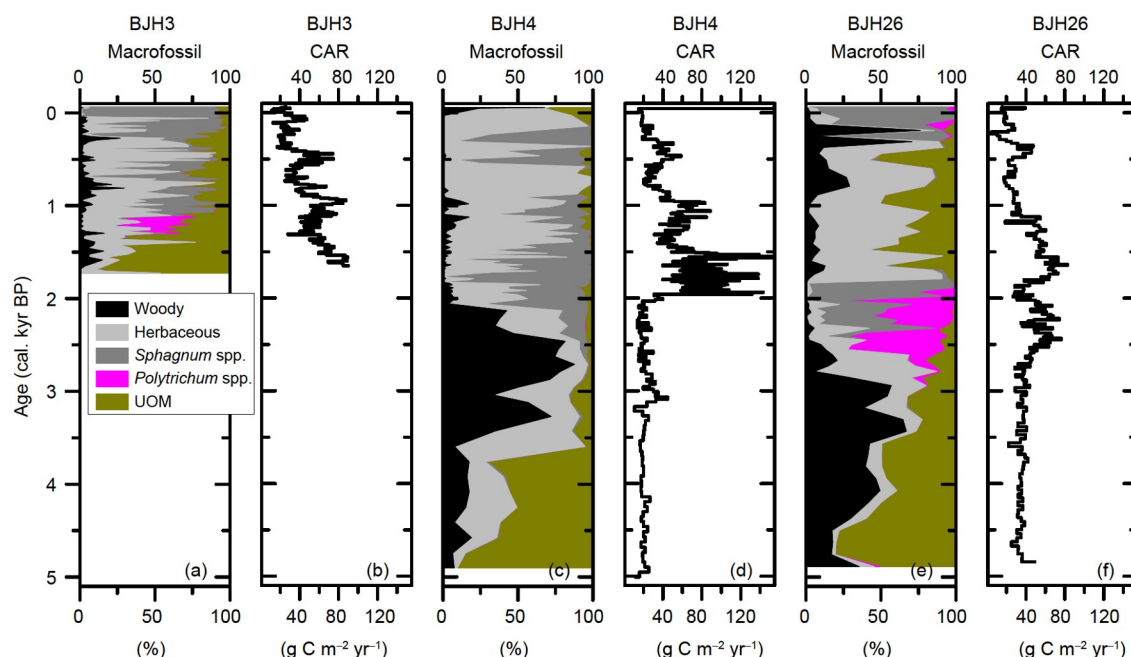 BJH3 BJH3 BJH4 BJH4 BJH26 BJH26
Macrofossil CAR Macrofossil CAR Macrofossil CAR
0 50 100 40 80 120 0 50 100 40 80 120 0 50 100 40 80 120
Age (cal. kyr BP)
0
1
2
3
4
5
Woody
Herbaceous
Sphagnum spp.
Polytrichum spp.
UOM
(a) (b) (c) (d) (e) (f)
0 50 100 40 80 120 0 50 100 40 80 120 0 50 100 40 80 120
(%) (g C m⁻² yr⁻¹) (%) (g C m⁻² yr⁻¹) (%) (g C m⁻² yr⁻¹)